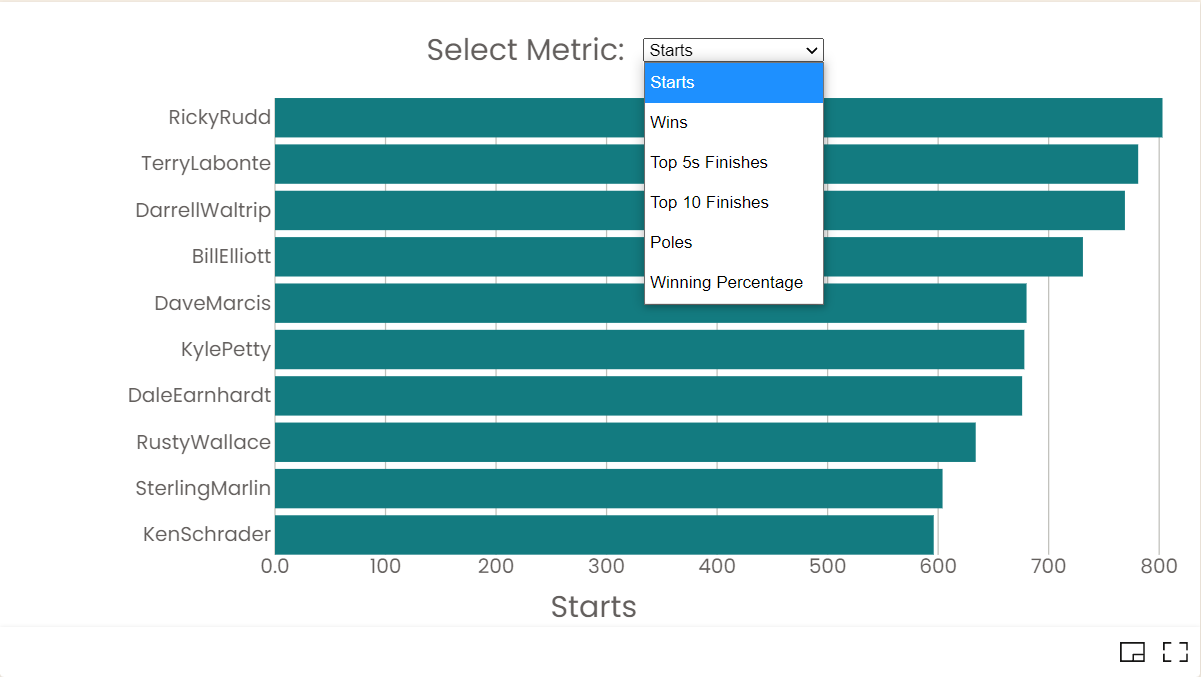 Select Metric: Starts
Starts
Wins
Top 5s Finishes
Top 10 Finishes
Poles
Winning Percentage
RickyRudd
TerryLabonte
DarrellWaltrip
BillElliott
DaveMarcis
KylePetty
DaleEarnhardt
RustyWallace
SterlingMarlin
KenSchrader
0.0 100 200 300 400 500 600 700 800
Starts